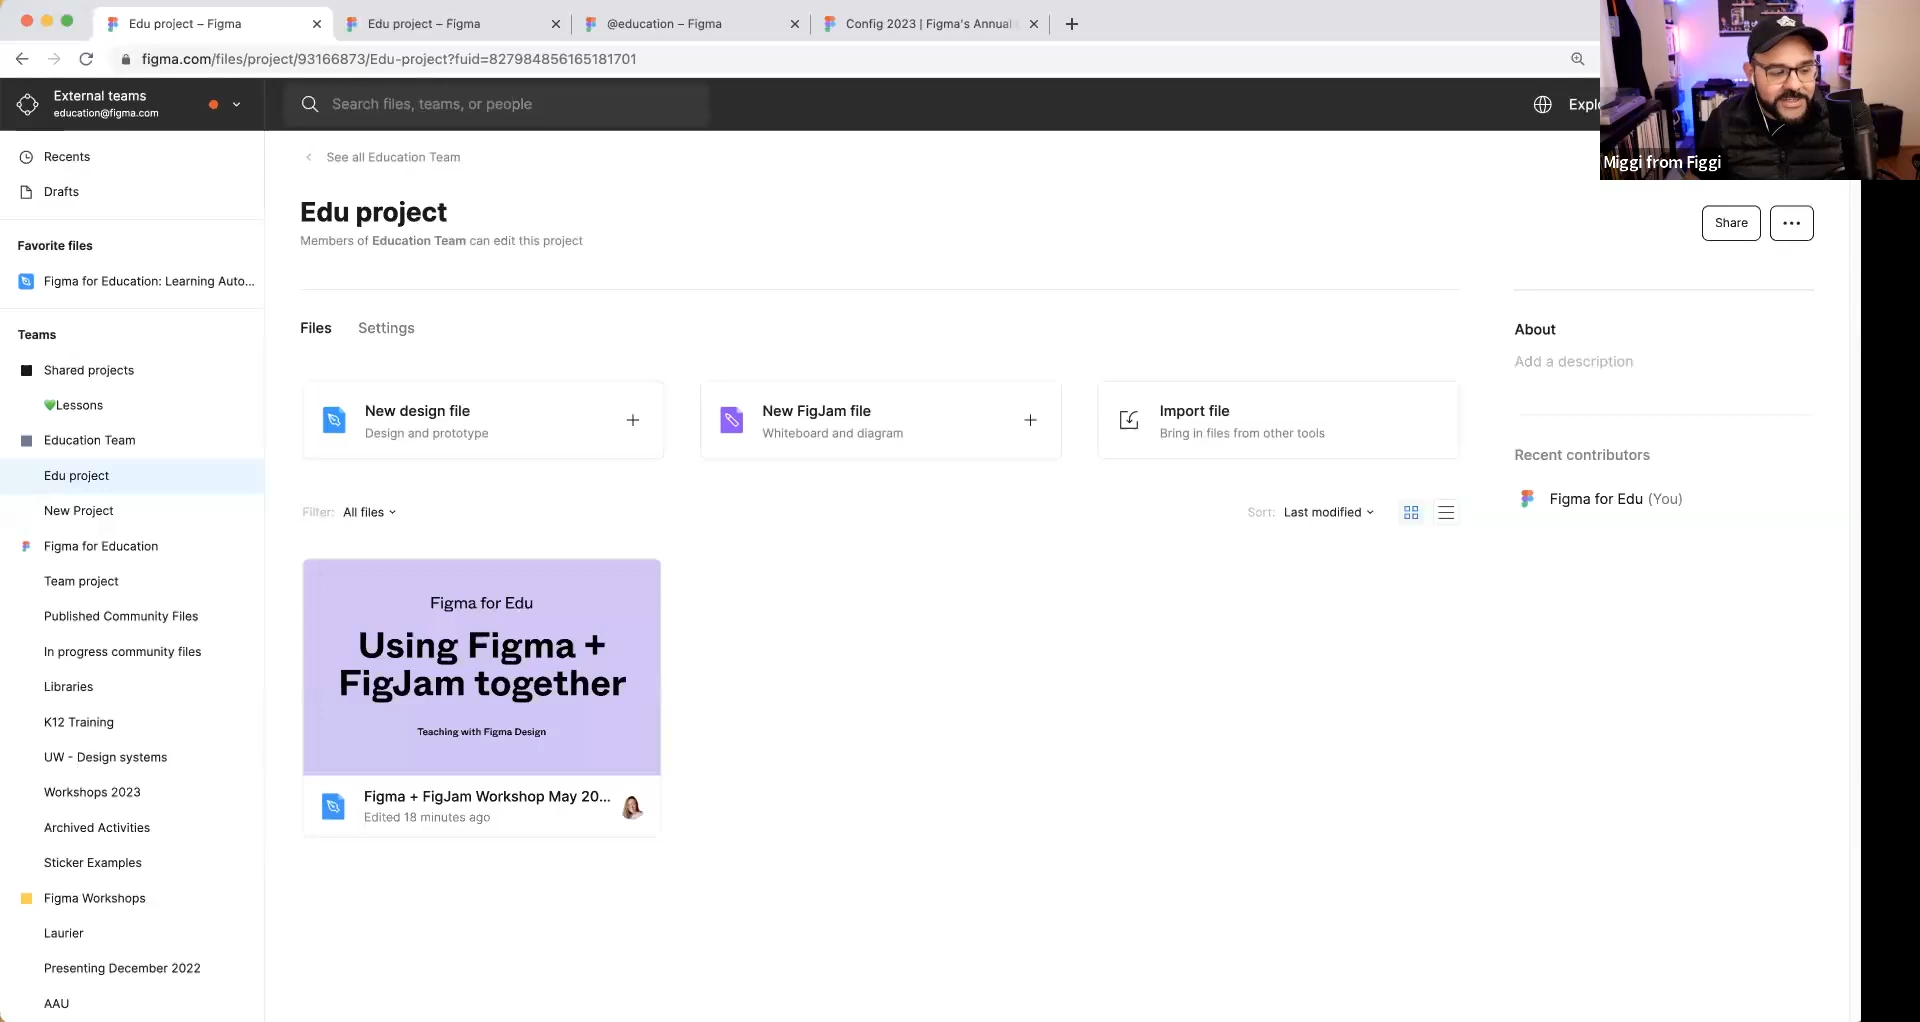 Edu project – Figma
Edu project – Figma
@education – Figma
Config 2023 | Figma's Annual
figma.com/files/project/93166873/Edu-project?fuid=827984856165181701
External teams
education@figma.com
Search files, teams, or people
Explo
Miggi from Figgi
Recents
Drafts
Favorite files
Figma for Education: Learning Auto...
Teams
Shared projects
💚Lessons
Education Team
Edu project
New Project
Figma for Education
Team project
Published Community Files
In progress community files
Libraries
K12 Training
UW - Design systems
Workshops 2023
Archived Activities
Sticker Examples
Figma Workshops
Laurier
Presenting December 2022
AAU
See all Education Team
Edu project
Members of Education Team can edit this project
Share
Files
Settings
New design file
Design and prototype
New FigJam file
Whiteboard and diagram
Import file
Bring in files from other tools
Filter: All files
Sort: Last modified
Figma for Edu
Using Figma +
FigJam together
Teaching with Figma Design
Figma + FigJam Workshop May 20...
Edited 18 minutes ago
About
Add a description
Recent contributors
Figma for Edu (You)